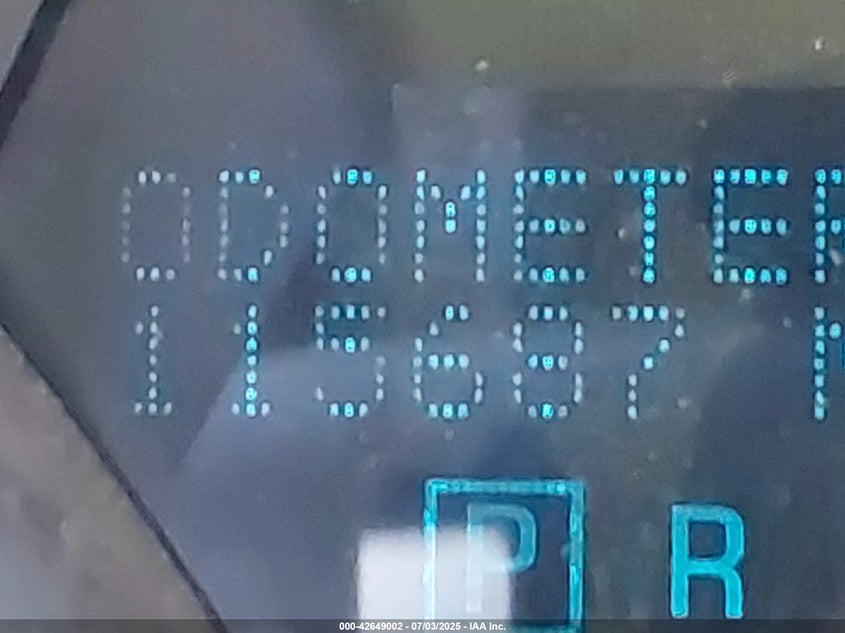 ODOMETER
115687 M
P R
000-42649002 - 07/03/2025 - IAA Inc.